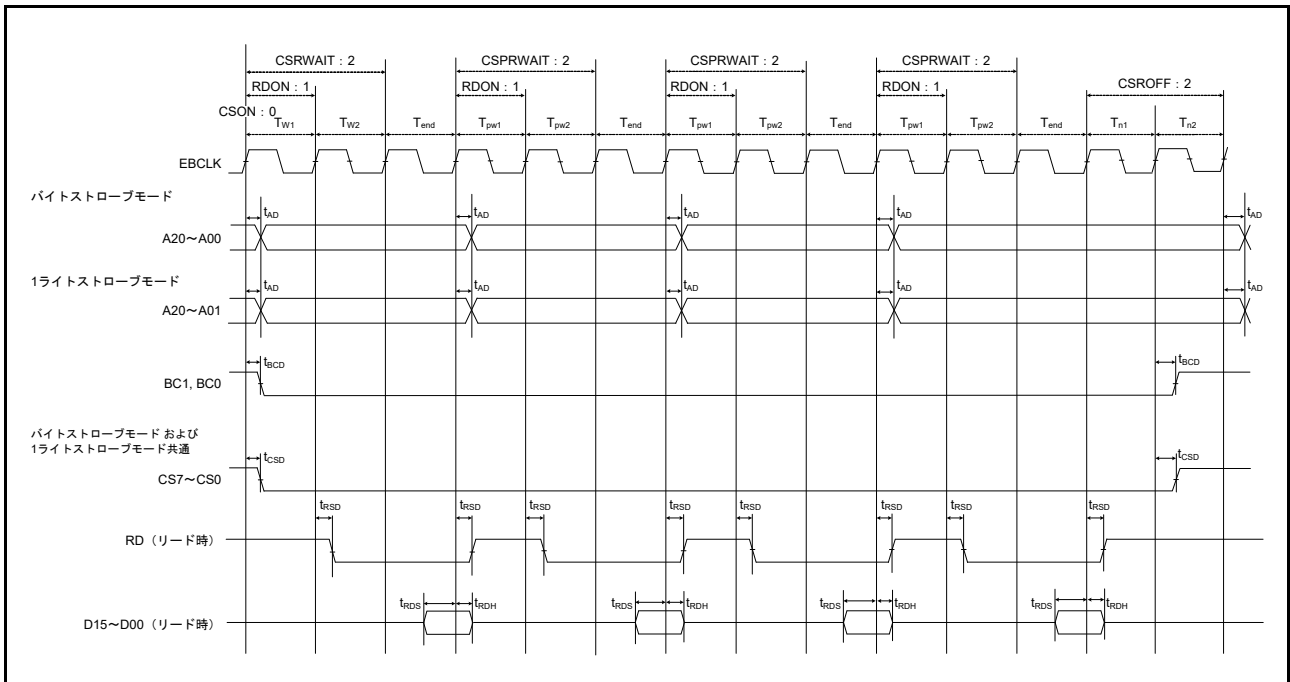 CSRWAIT：2 CSPRWAIT：2 CSPRWAIT：2 CSPRWAIT：2
RDON：1 RDON：1 RDON：1 RDON：1 CSROFF：2
CSON：0
TW1 TW2 Tend Tpw1 Tpw2 Tend Tpw1 Tpw2 Tend Tpw1 Tpw2 Tend Tn1 Tn2
EBCLK
バイトストローブモード
tAD tAD tAD tAD tAD
A20～A00
1ライトストローブモード
tAD tAD tAD tAD tAD
A20～A01
tBCD tBCD
BC1, BC0
バイトストローブモード および
1ライトストローブモード共通
tCSD tCSD
CS7～CS0
tRSD tRSD tRSD tRSD tRSD tRSD tRSD tRSD
RD（リード時）
tRDS tRDH tRDS tRDH tRDS tRDH tRDS tRDH
D15～D00（リード時）